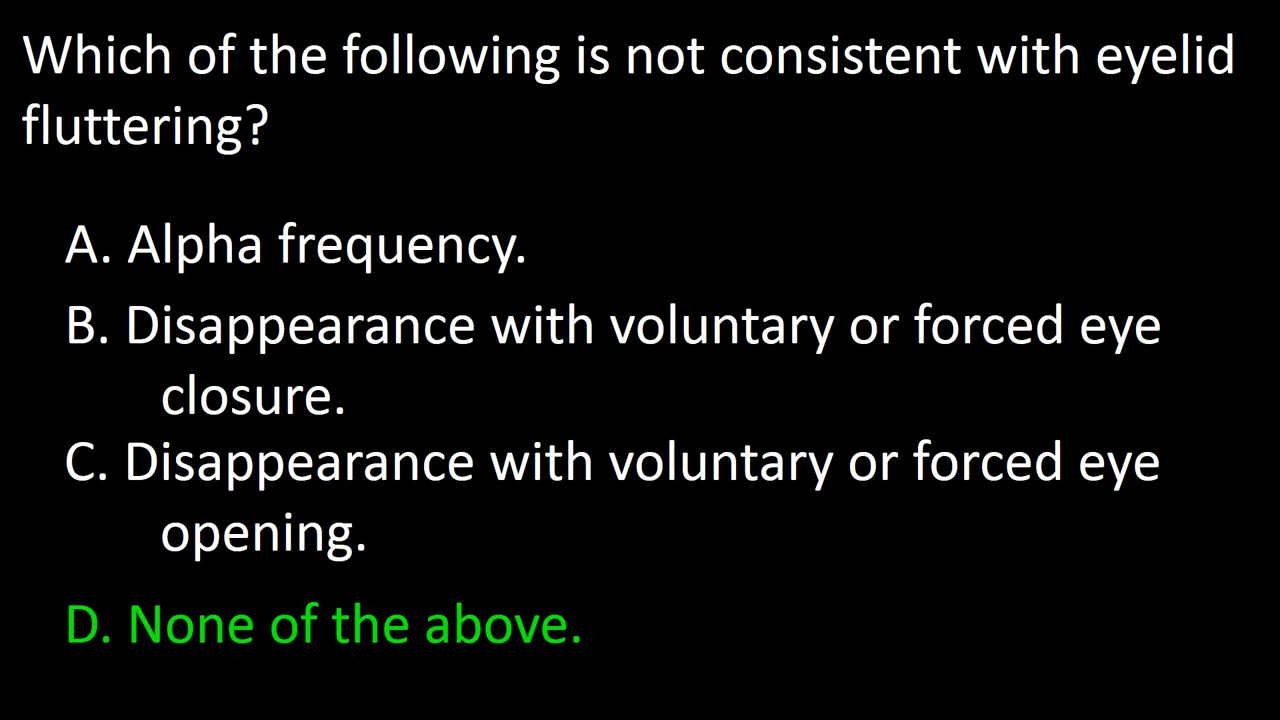 Which of the following is not consistent with eyelid
fluttering?
A. Alpha frequency.
B. Disappearance with voluntary or forced eye
closure.
C. Disappearance with voluntary or forced eye
opening.
D. None of the above.